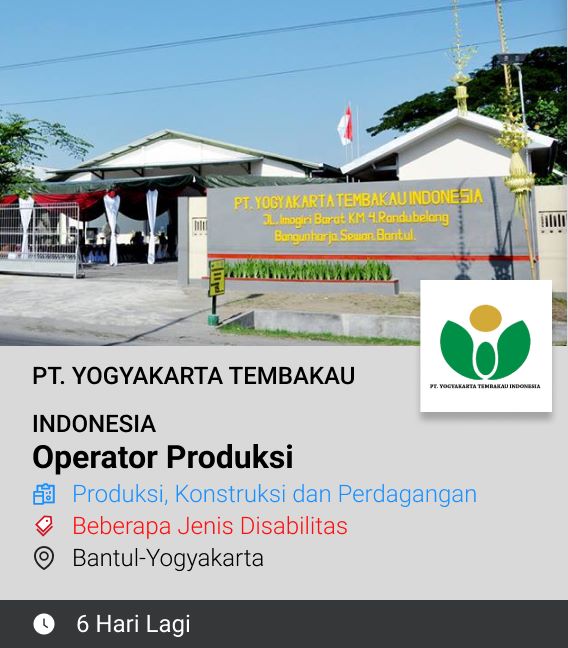 PT. YOGYAKARTA TEMBAKAU INDONESIA
JL. Imogiri Barat KM 4. Randubelang
Bangunharjo. Sewon. Bantul.
PT. YOGYAKARTA TEMBAKAU INDONESIA
PT. YOGYAKARTA TEMBAKAU
INDONESIA
Operator Produksi
Produksi, Konstruksi dan Perdagangan
Beberapa Jenis Disabilitas
Bantul-Yogyakarta
6 Hari Lagi